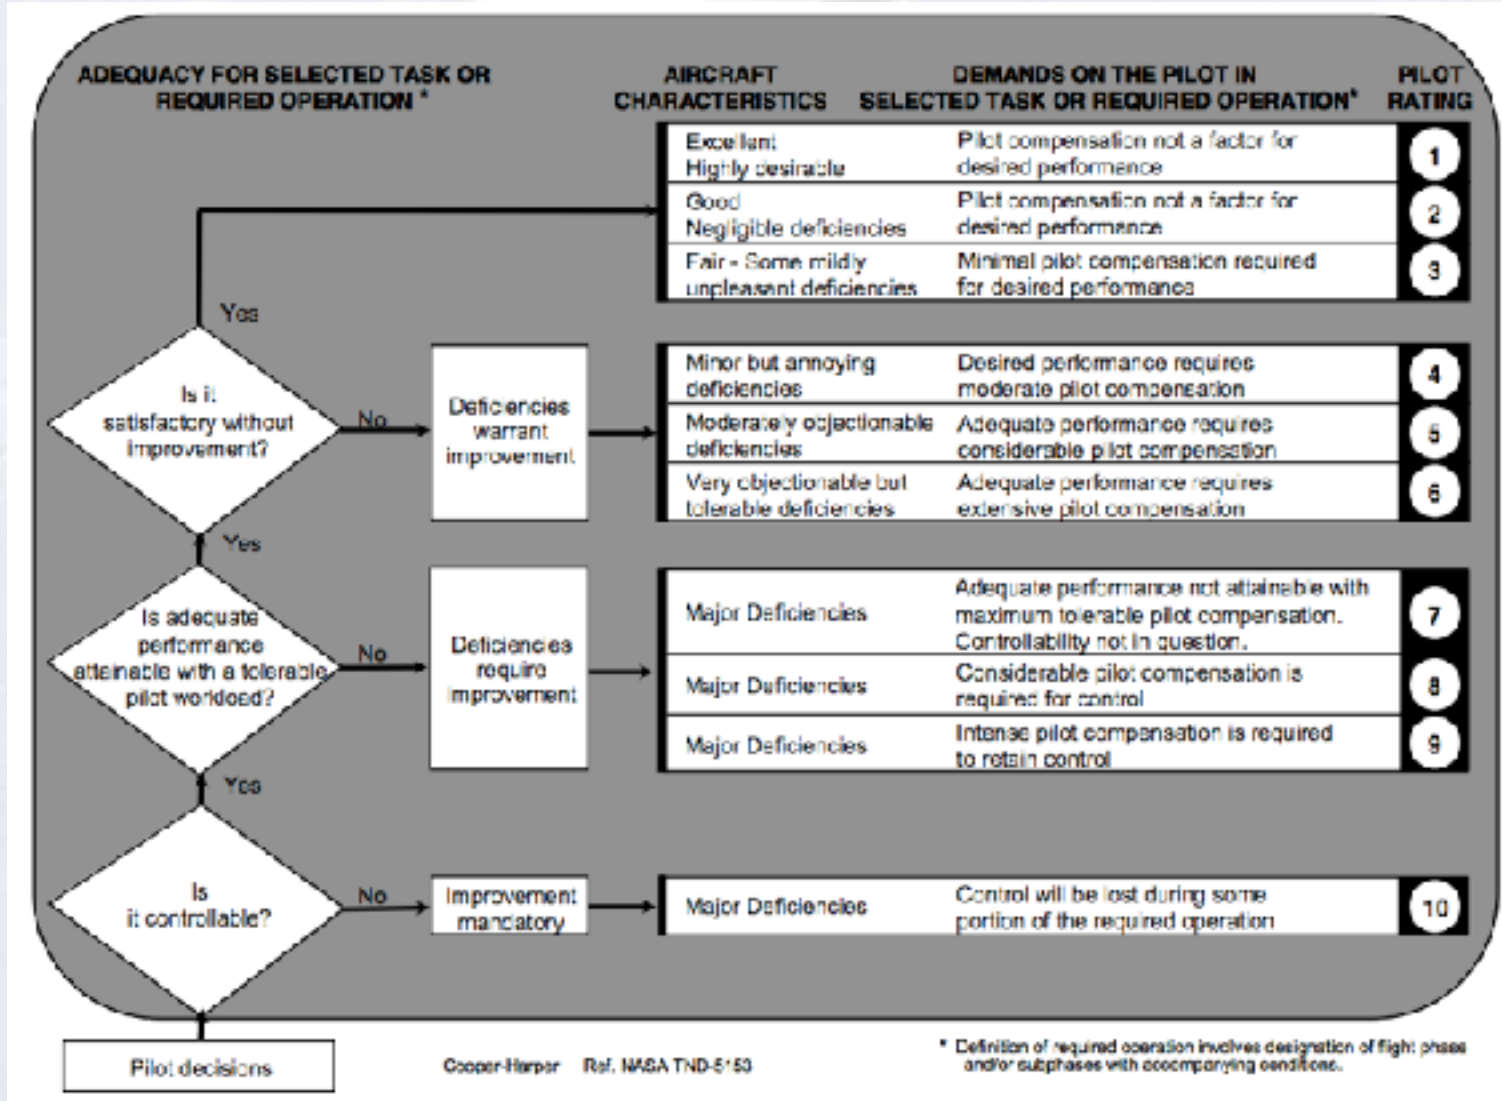 ADEQUACY FOR SELECTED TASK OR
REQUIRED OPERATION *
AIRCRAFT
CHARACTERISTICS
DEMANDS ON THE PILOT IN
SELECTED TASK OR REQUIRED OPERATION*
PILOT
RATING
Excellent
Highly desirable
Pilot compensation not a factor for
desired performance
1
Good
Negligible deficiencies
Pilot compensation not a factor for
desired performance
2
Fair - Some mildly
unpleasant deficiencies
Minimal pilot compensation required
for desired performance
3
Yes
Is it
satisfactory without
improvement?
No
Deficiencies
warrant
improvement
Minor but annoying
deficiencies
Desired performance requires
moderate pilot compensation
4
Moderately objectionable
deficiencies
Adequate performance requires
considerable pilot compensation
5
Very objectionable but
tolerable deficiencies
Adequate performance requires
extensive pilot compensation
6
Yes
Is adequate
performance
attainable with a tolerable
pilot workload?
No
Deficiencies
require
improvement
Major Deficiencies
Adequate performance not attainable with
maximum tolerable pilot compensation.
Controllability not in question.
7
Major Deficiencies
Considerable pilot compensation is
required for control
8
Major Deficiencies
Intense pilot compensation is required
to retain control
9
Yes
Is
it controllable?
No
Improvement
mandatory
Major Deficiencies
Control will be lost during some
portion of the required operation
10
Pilot decisions
Cooper-Harper Ref. NASA TND-5153
* Definition of required operation involves designation of flight phase
and/or subphases with accompanying conditions.